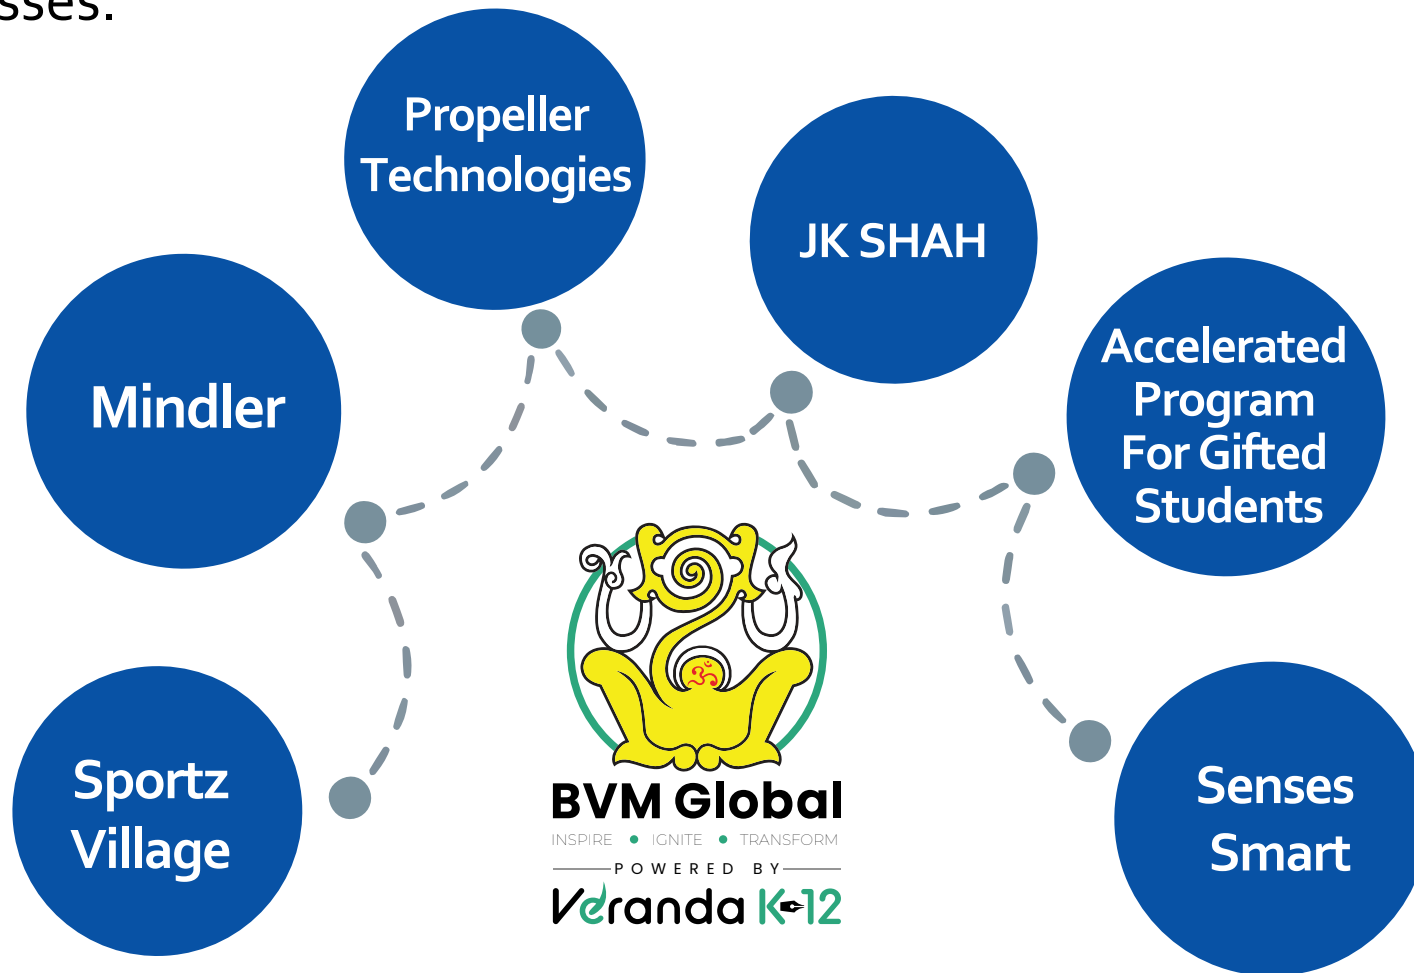 sses.
Propeller
Technologies
JK SHAH
Mindler
Accelerated
Program
For Gifted
Students
Sportz
Village
Senses
Smart
ॐ
BVM Global
INSPIRE • IGNITE • TRANSFORM
POWERED BY
Veranda K-12